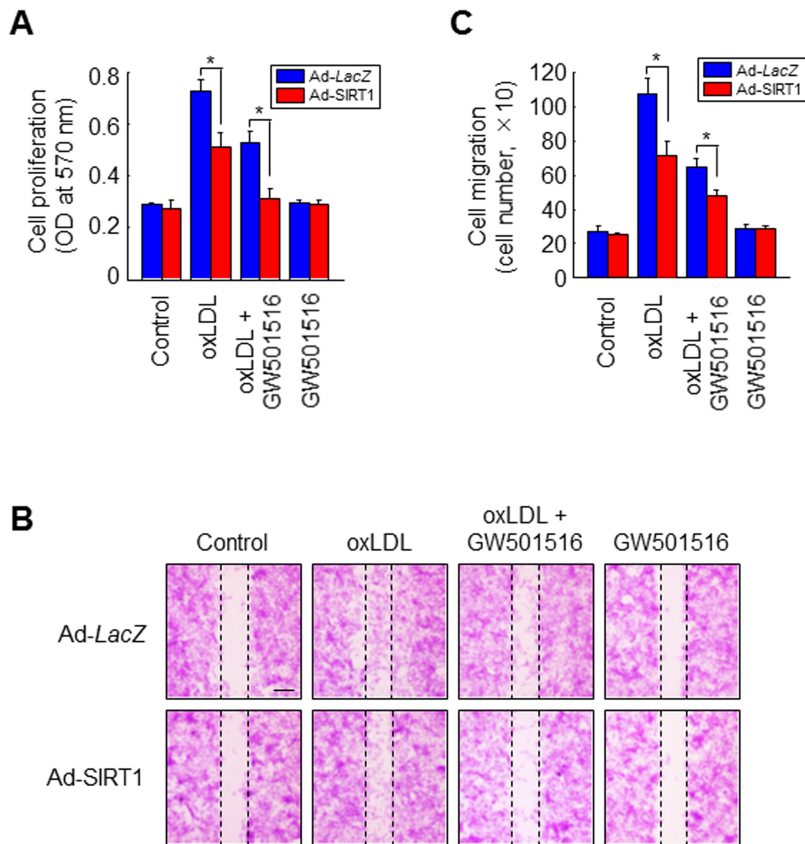 A
Cell proliferation
(OD at 570 nm)
0.8
0.6
0.4
0.2
0
*
*
Ad-LacZ
Ad-SIRT1
Control
oxLDL
oxLDL +
GW501516
GW501516
C
Cell migration
(cell number, ×10)
120
100
80
60
40
20
0
*
*
Ad-LacZ
Ad-SIRT1
Control
oxLDL
oxLDL +
GW501516
GW501516
B
Control
oxLDL
oxLDL +
GW501516
GW501516
Ad-LacZ
Ad-SIRT1